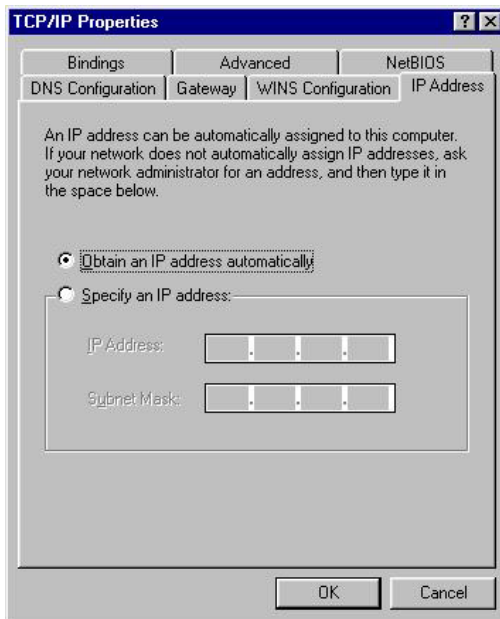 TCP/IP Properties
Bindings
Advanced
NetBIOS
DNS Configuration
Gateway
WINS Configuration
IP Address
An IP address can be automatically assigned to this computer.
If your network does not automatically assign IP addresses, ask
your network administrator for an address, and then type it in
the space below.
Obtain an IP address automatically
Specify an IP address:
IP Address:
. . .
Subnet Mask:
. . .
OK
Cancel